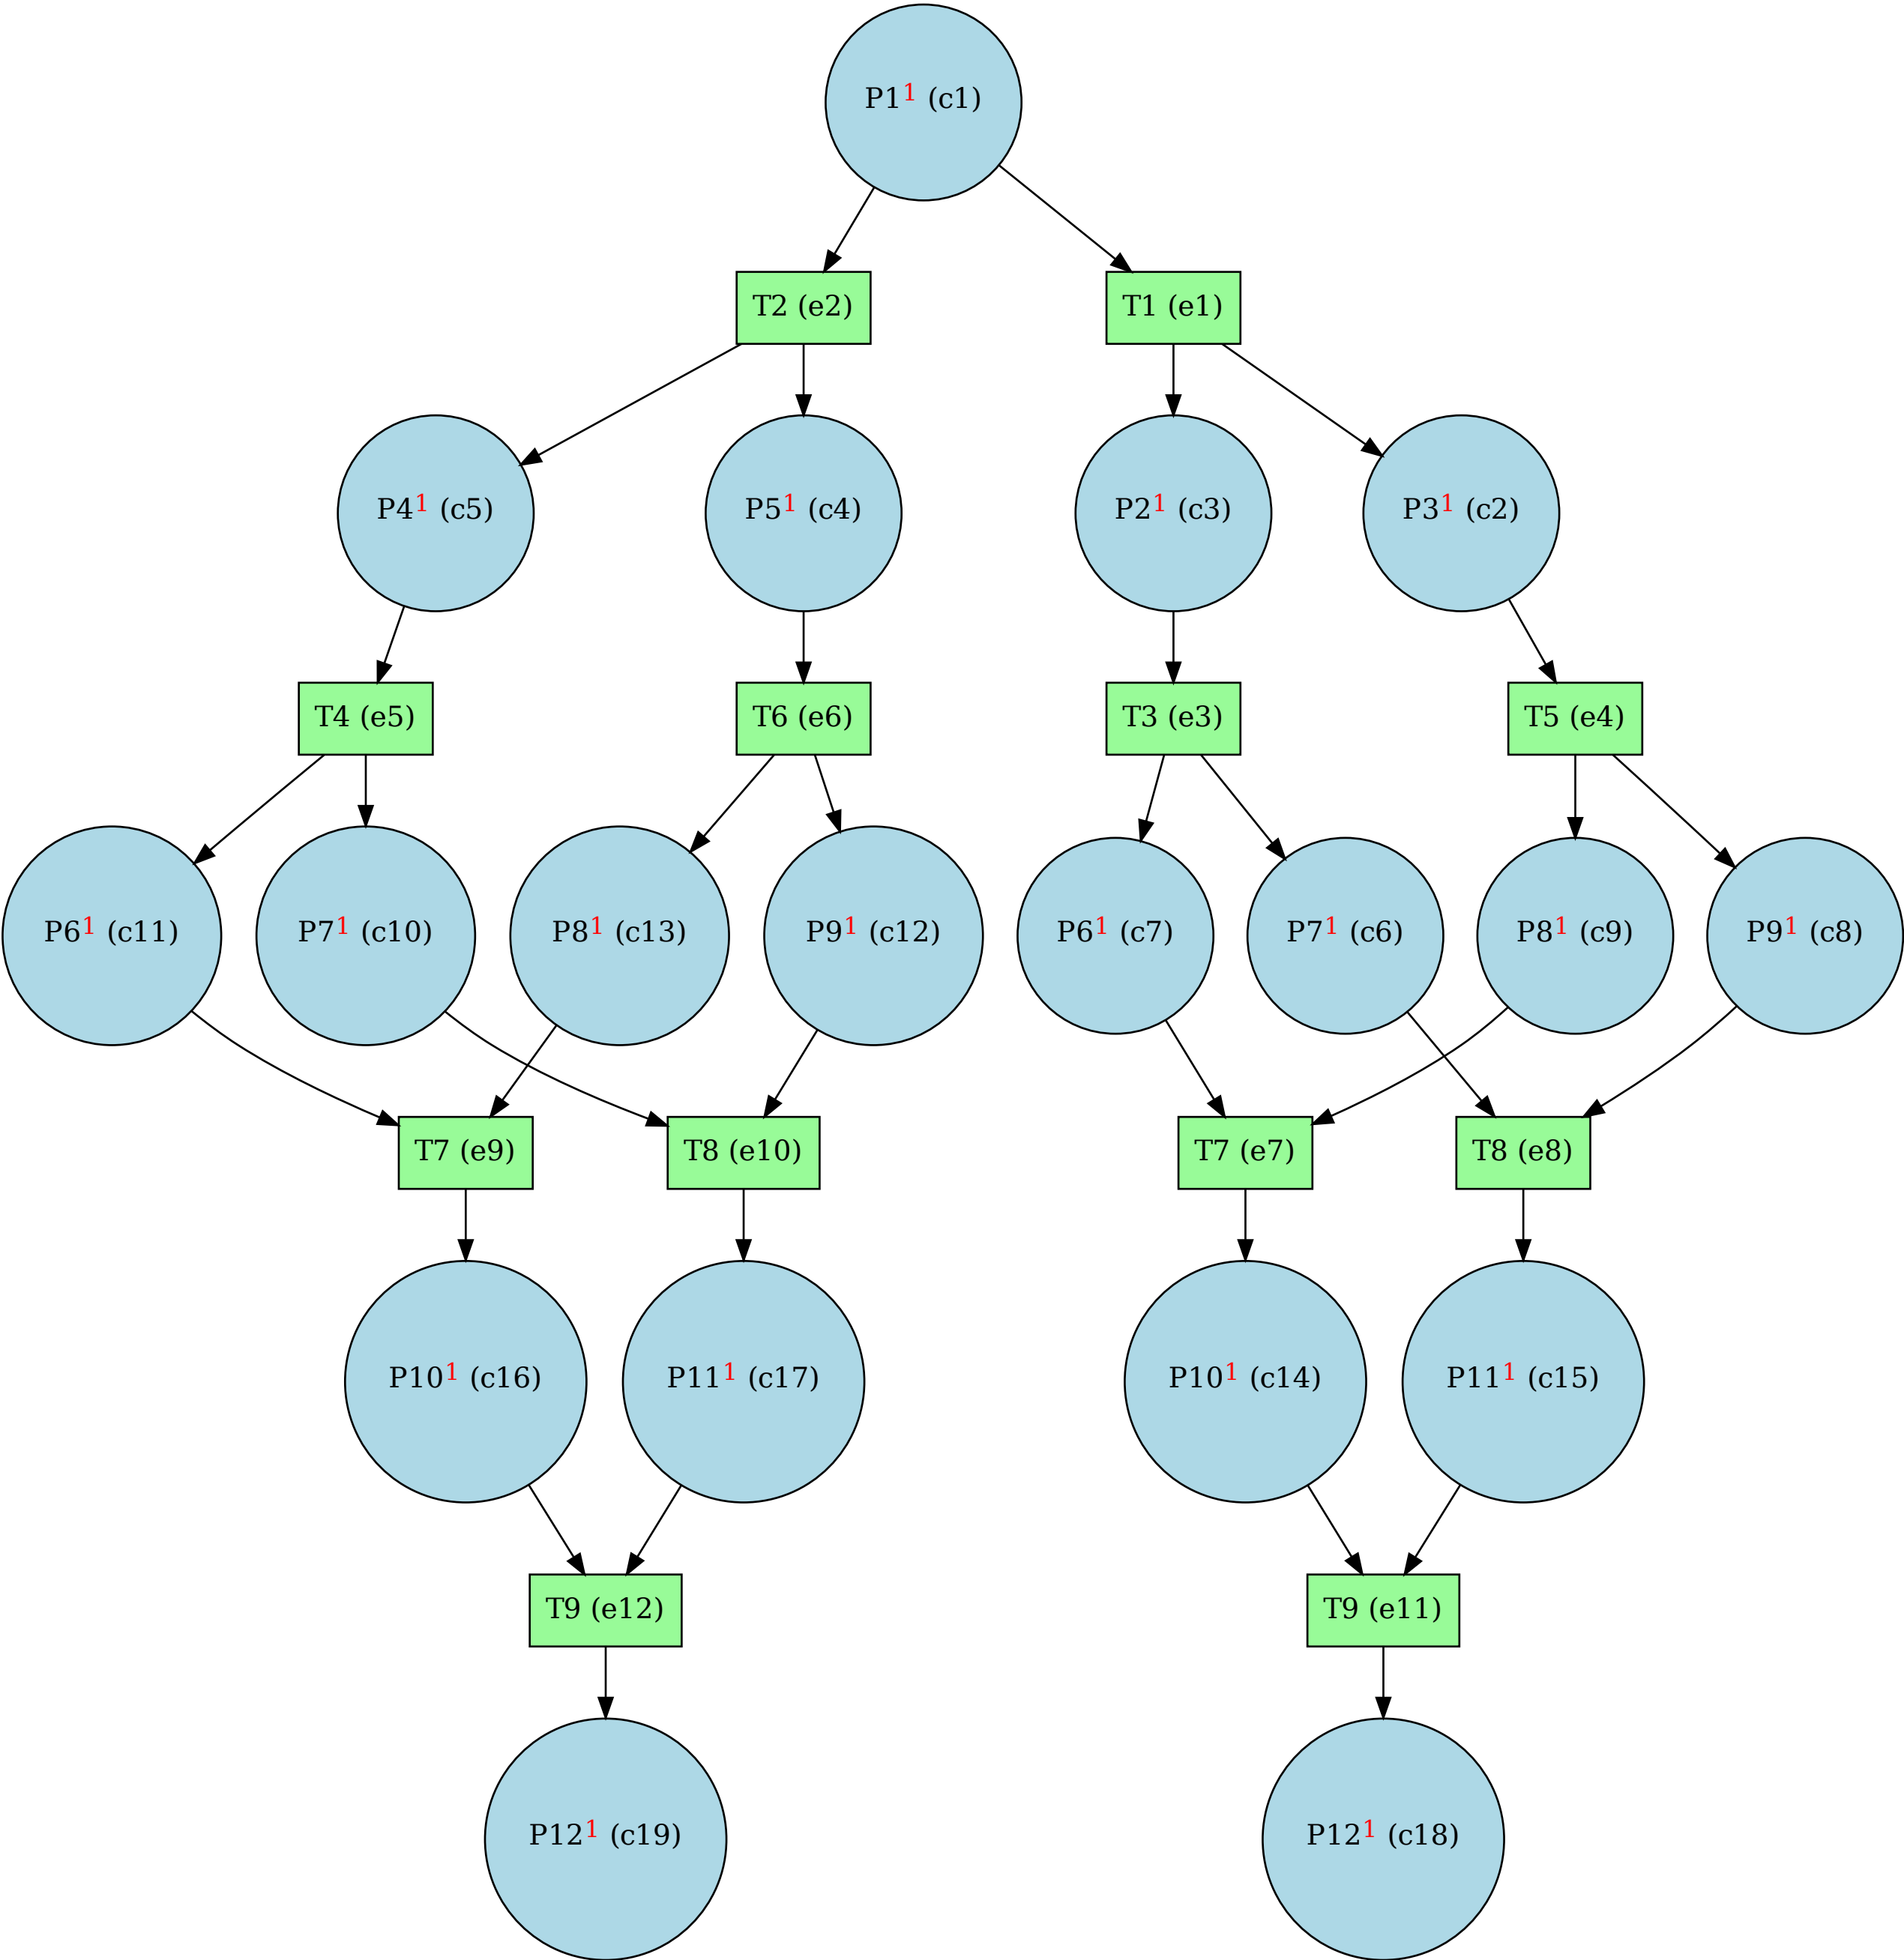 P1¹ (c1)
T2 (e2)
T1 (e1)
P4¹ (c5)
P5¹ (c4)
P2¹ (c3)
P3¹ (c2)
T4 (e5)
T6 (e6)
T3 (e3)
T5 (e4)
P6¹ (c11)
P7¹ (c10)
P8¹ (c13)
P9¹ (c12)
P6¹ (c7)
P7¹ (c6)
P8¹ (c9)
P9¹ (c8)
T7 (e9)
T8 (e10)
T7 (e7)
T8 (e8)
P10¹ (c16)
P11¹ (c17)
P10¹ (c14)
P11¹ (c15)
T9 (e12)
T9 (e11)
P12¹ (c19)
P12¹ (c18)